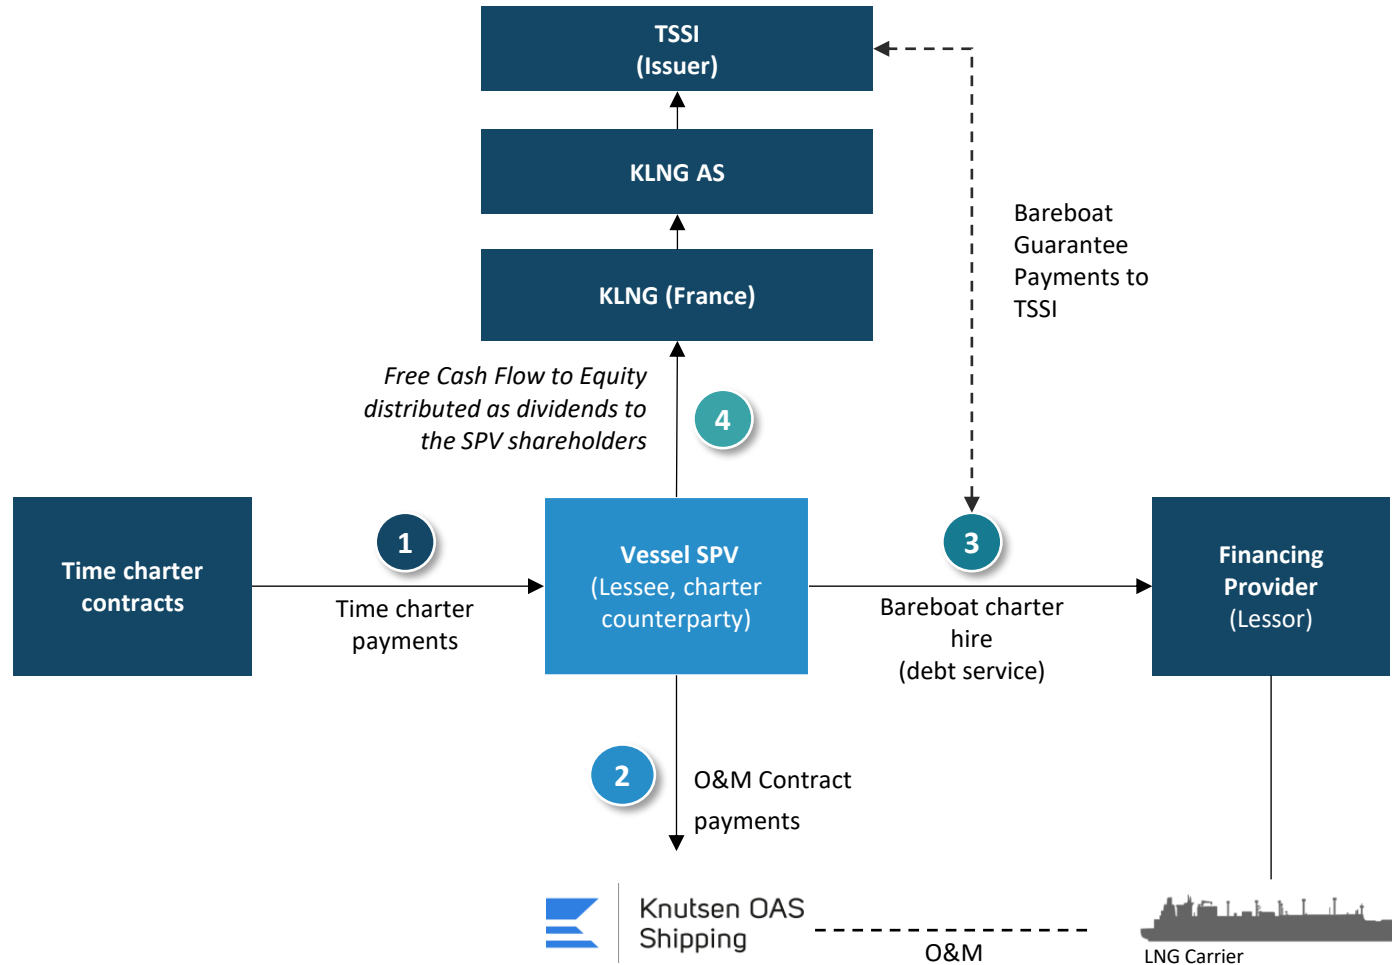 TSSI
(Issuer)
KLNG AS
KLNG (France)
Bareboat
Guarantee
Payments to
TSSI
Free Cash Flow to Equity
distributed as dividends to
the SPV shareholders
4
Time charter
contracts
1
Time charter
payments
Vessel SPV
(Lessee, charter
counterparty)
3
Bareboat charter
hire
(debt service)
Financing
Provider
(Lessor)
2
O&M Contract
payments
Knutsen OAS
Shipping
O&M
LNG Carrier